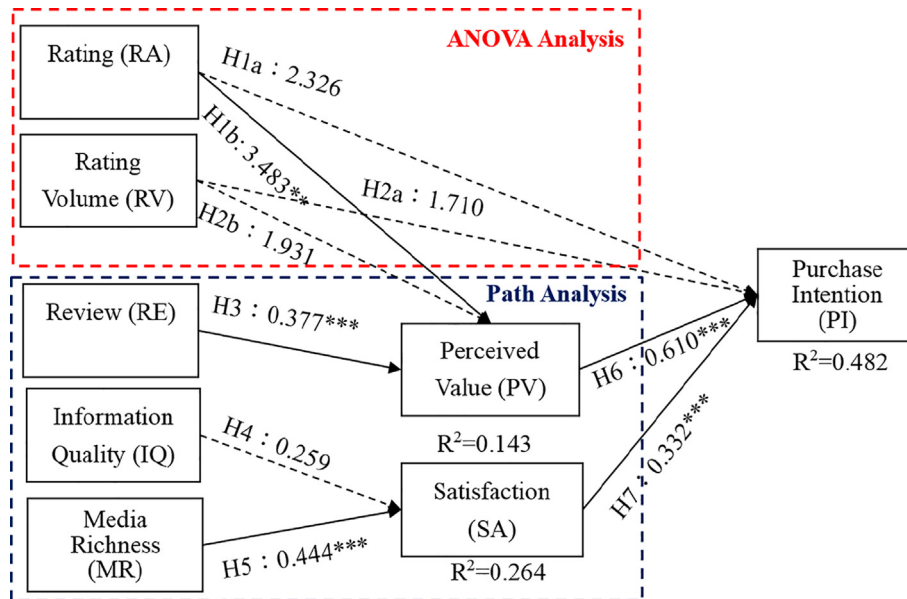 ANOVA Analysis
Rating (RA)
H1a：2.326
H1b: 3.483**
Rating
Volume (RV)
H2a：1.710
H2b：1.931
Path Analysis
Review (RE)
H3：0.377***
Perceived
Value (PV)
R²=0.143
Purchase
Intention
(PI)
R²=0.482
H6：0.610***
Information
Quality (IQ)
H4：0.259
Satisfaction
(SA)
R²=0.264
H7：0.332***
Media
Richness
(MR)
H5：0.444***